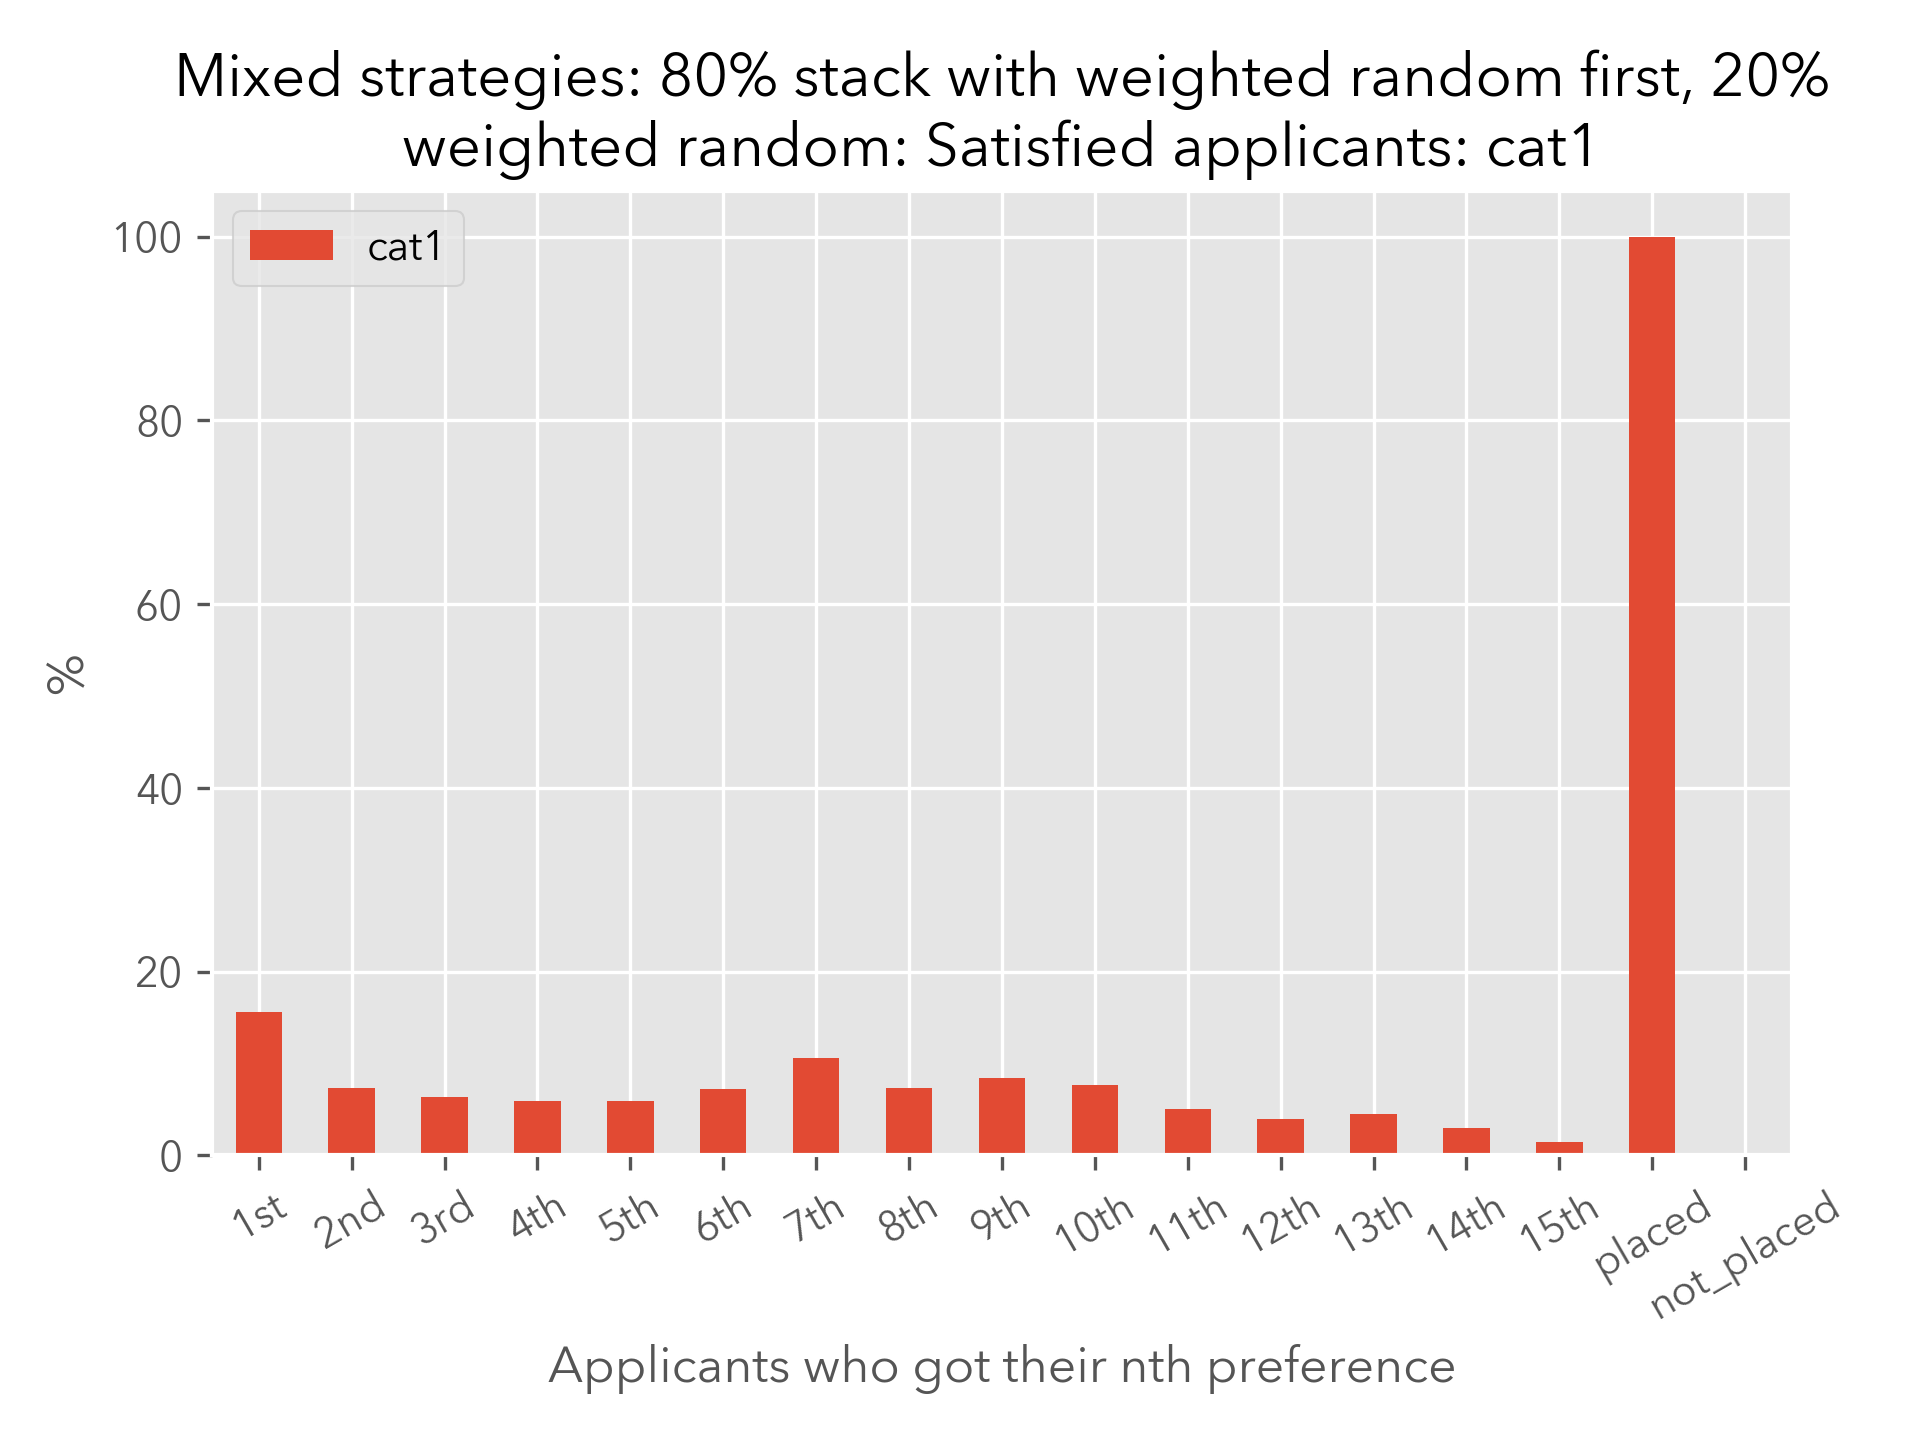 Mixed strategies: 80% stack with weighted random first, 20%
weighted random: Satisfied applicants: cat1
cat1
100
80
60
40
20
0
%
1st
2nd
3rd
4th
5th
6th
7th
8th
9th
10th
11th
12th
13th
14th
15th
placed
not_placed
Applicants who got their nth preference